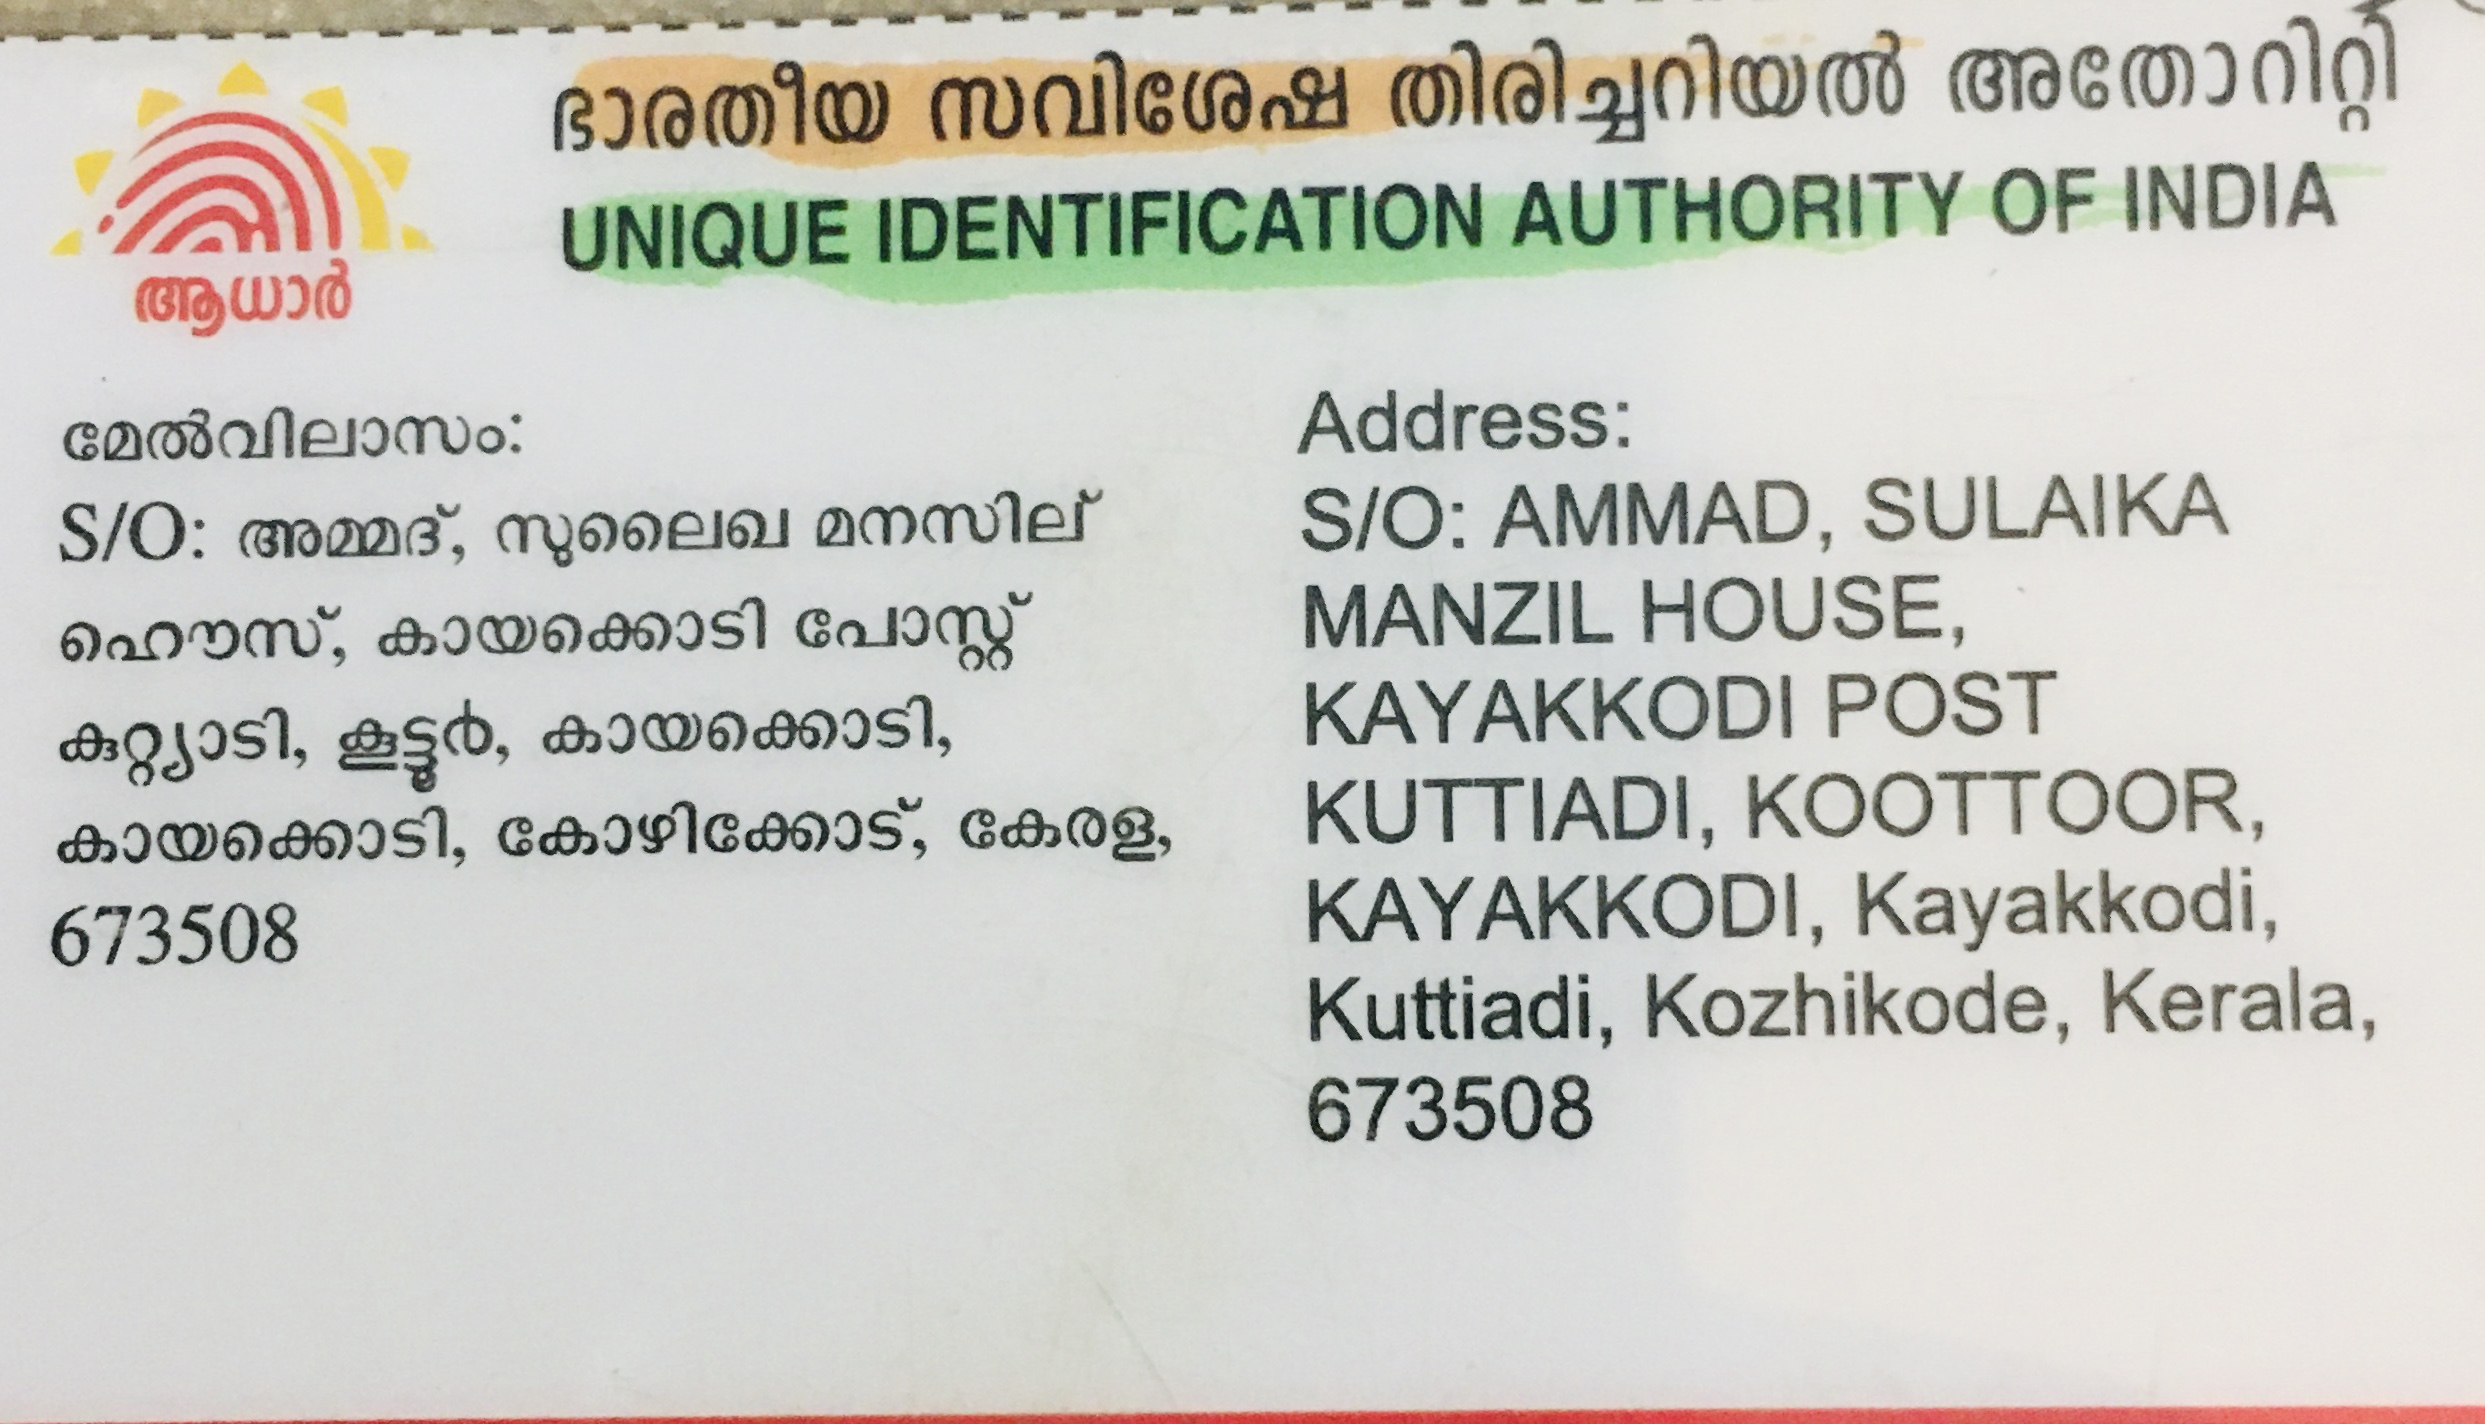 ഭാരതീയ സവിശേഷ തിരിച്ചറിയൽ അതോറിറ്റി
UNIQUE IDENTIFICATION AUTHORITY OF INDIA
ആധാർ
മേൽവിലാസം:
S/O: അമ്മദ്, സുലൈഖ മനസില്
ഹൌസ്, കായക്കൊടി പോസ്റ്റ്
കുറ്റ്യാടി, കൂട്ടൂർ, കായക്കൊടി,
കായക്കൊടി, കോഴിക്കോട്, കേരള,
673508
Address:
S/O: AMMAD, SULAIKA
MANZIL HOUSE,
KAYAKKODI POST
KUTTIADI, KOOTTOOR,
KAYAKKODI, Kayakkodi,
Kuttiadi, Kozhikode, Kerala,
673508